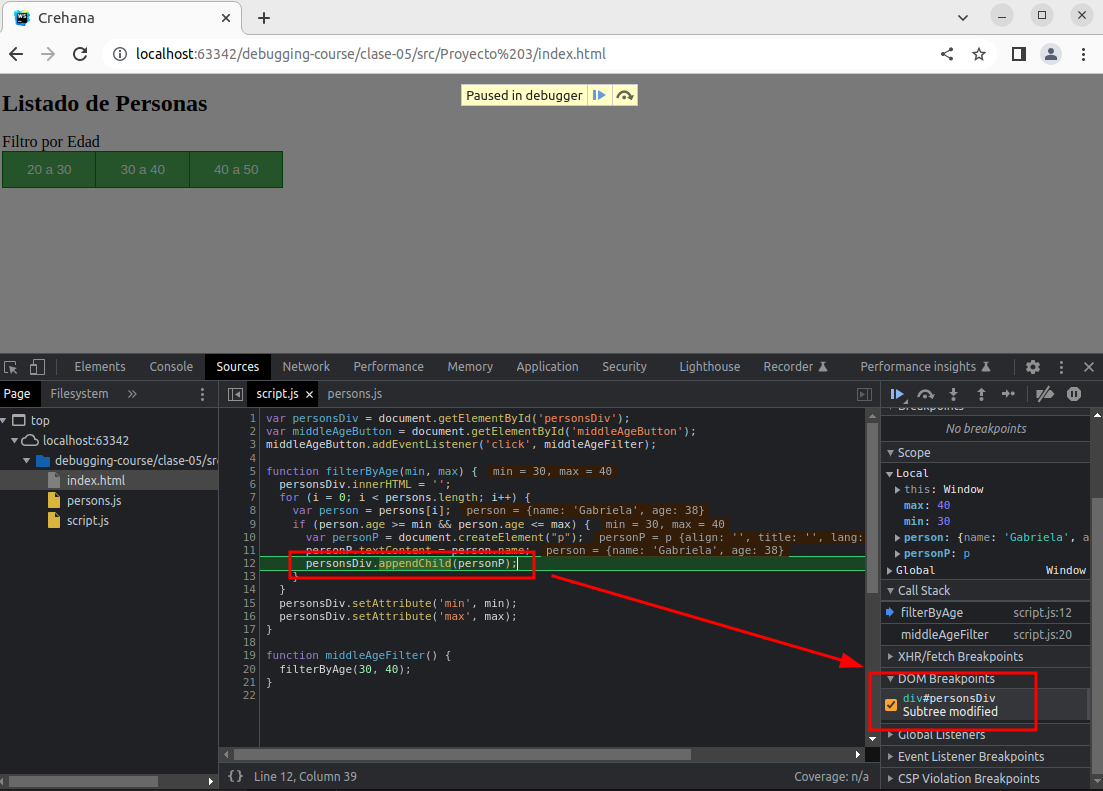 Crehana
localhost:63342/debugging-course/clase-05/src/Proyecto%203/index.html
Paused in debugger
Listado de Personas
Filtro por Edad
20 a 30 30 a 40 40 a 50
Elements Console Sources Network Performance Memory Application Security Lighthouse Recorder Performance insights
Page Filesystem »
top
localhost:63342
debugging-course/clase-05/sr
index.html
persons.js
script.js
script.js × persons.js
1 var personsDiv = document.getElementById('personsDiv');
2 var middleAgeButton = document.getElementById('middleAgeButton');
3 middleAgeButton.addEventListener('click', middleAgeFilter);
4
5 function filterByAge(min, max) { min = 30, max = 40
6 personsDiv.innerHTML = '';
7 for (i = 0; i < persons.length; i++) {
8 var person = persons[i]; person = {name: 'Gabriela', age: 38}
9 if (person.age >= min && person.age <= max) { min = 30, max = 40
10 var personP = document.createElement("p"); personP = p {align: '', title: '', lang:
11 personP.textContent = person.name; person = {name: 'Gabriela', age: 38}
12 personsDiv.appendChild(personP);
13 }
14 }
15 personsDiv.setAttribute('min', min);
16 personsDiv.setAttribute('max', max);
17 }
18
19 function middleAgeFilter() {
20 filterByAge(30, 40);
21 }
22
{} Line 12, Column 39 Coverage: n/a
Breakpoints
No breakpoints
Scope
Local
this: Window
max: 40
min: 30
person: {name: 'Gabriela', a
personP: p
Global Window
Call Stack
filterByAge script.js:12
middleAgeFilter script.js:20
XHR/fetch Breakpoints
DOM Breakpoints
div#personsDiv
Subtree modified
Global Listeners
Event Listener Breakpoints
CSP Violation Breakpoints